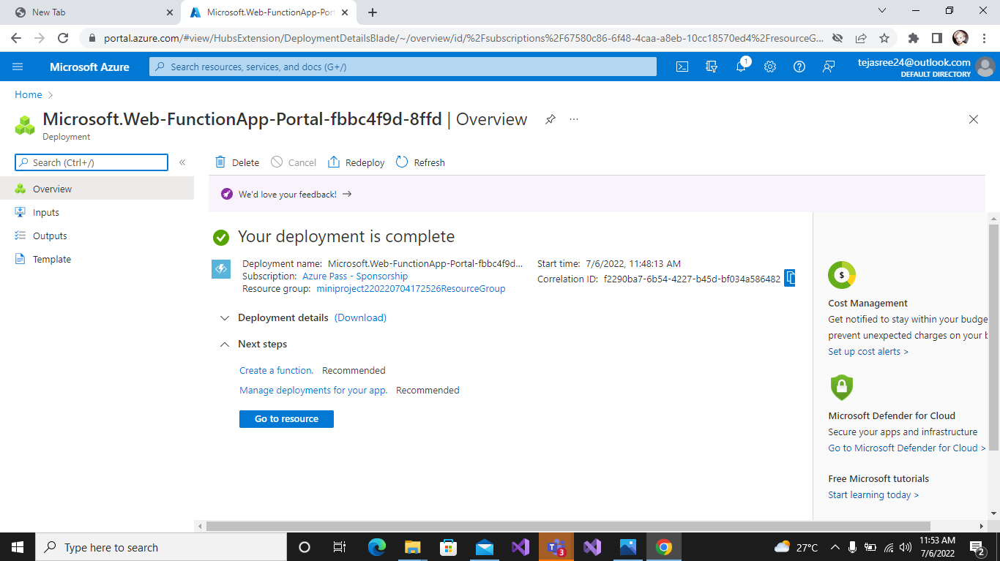 New Tab
Microsoft.Web-FunctionApp-Por
portal.azure.com/#view/HubsExtension/DeploymentDetailsBlade/~/overview/id/%2Fsubscriptions%2F67580c86-6f48-4caa-a8eb-10cc18570ed4%2FresourceG...
Microsoft Azure
Search resources, services, and docs (G+/)
1
tejasree24@outlook.com
DEFAULT DIRECTORY
Home
Microsoft.Web-FunctionApp-Portal-fbbc4f9d-8ffd | Overview
Deployment
Search (Ctrl+/)
Overview
Inputs
Outputs
Template
Delete
Cancel
Redeploy
Refresh
We'd love your feedback!
Your deployment is complete
Deployment name: Microsoft.Web-FunctionApp-Portal-fbbc4f9d...
Subscription: Azure Pass - Sponsorship
Resource group: miniproject220220704172526ResourceGroup
Start time: 7/6/2022, 11:48:13 AM
Correlation ID: f2290ba7-6b54-4227-b45d-bf034a586482
Deployment details (Download)
Next steps
Create a function. Recommended
Manage deployments for your app. Recommended
Go to resource
$
Cost Management
Get notified to stay within your budge
prevent unexpected charges on your b
Set up cost alerts >
Microsoft Defender for Cloud
Secure your apps and infrastructure
Go to Microsoft Defender for Cloud >
Free Microsoft tutorials
Start learning today >
Type here to search
3
27°C
11:53 AM
7/6/2022
2